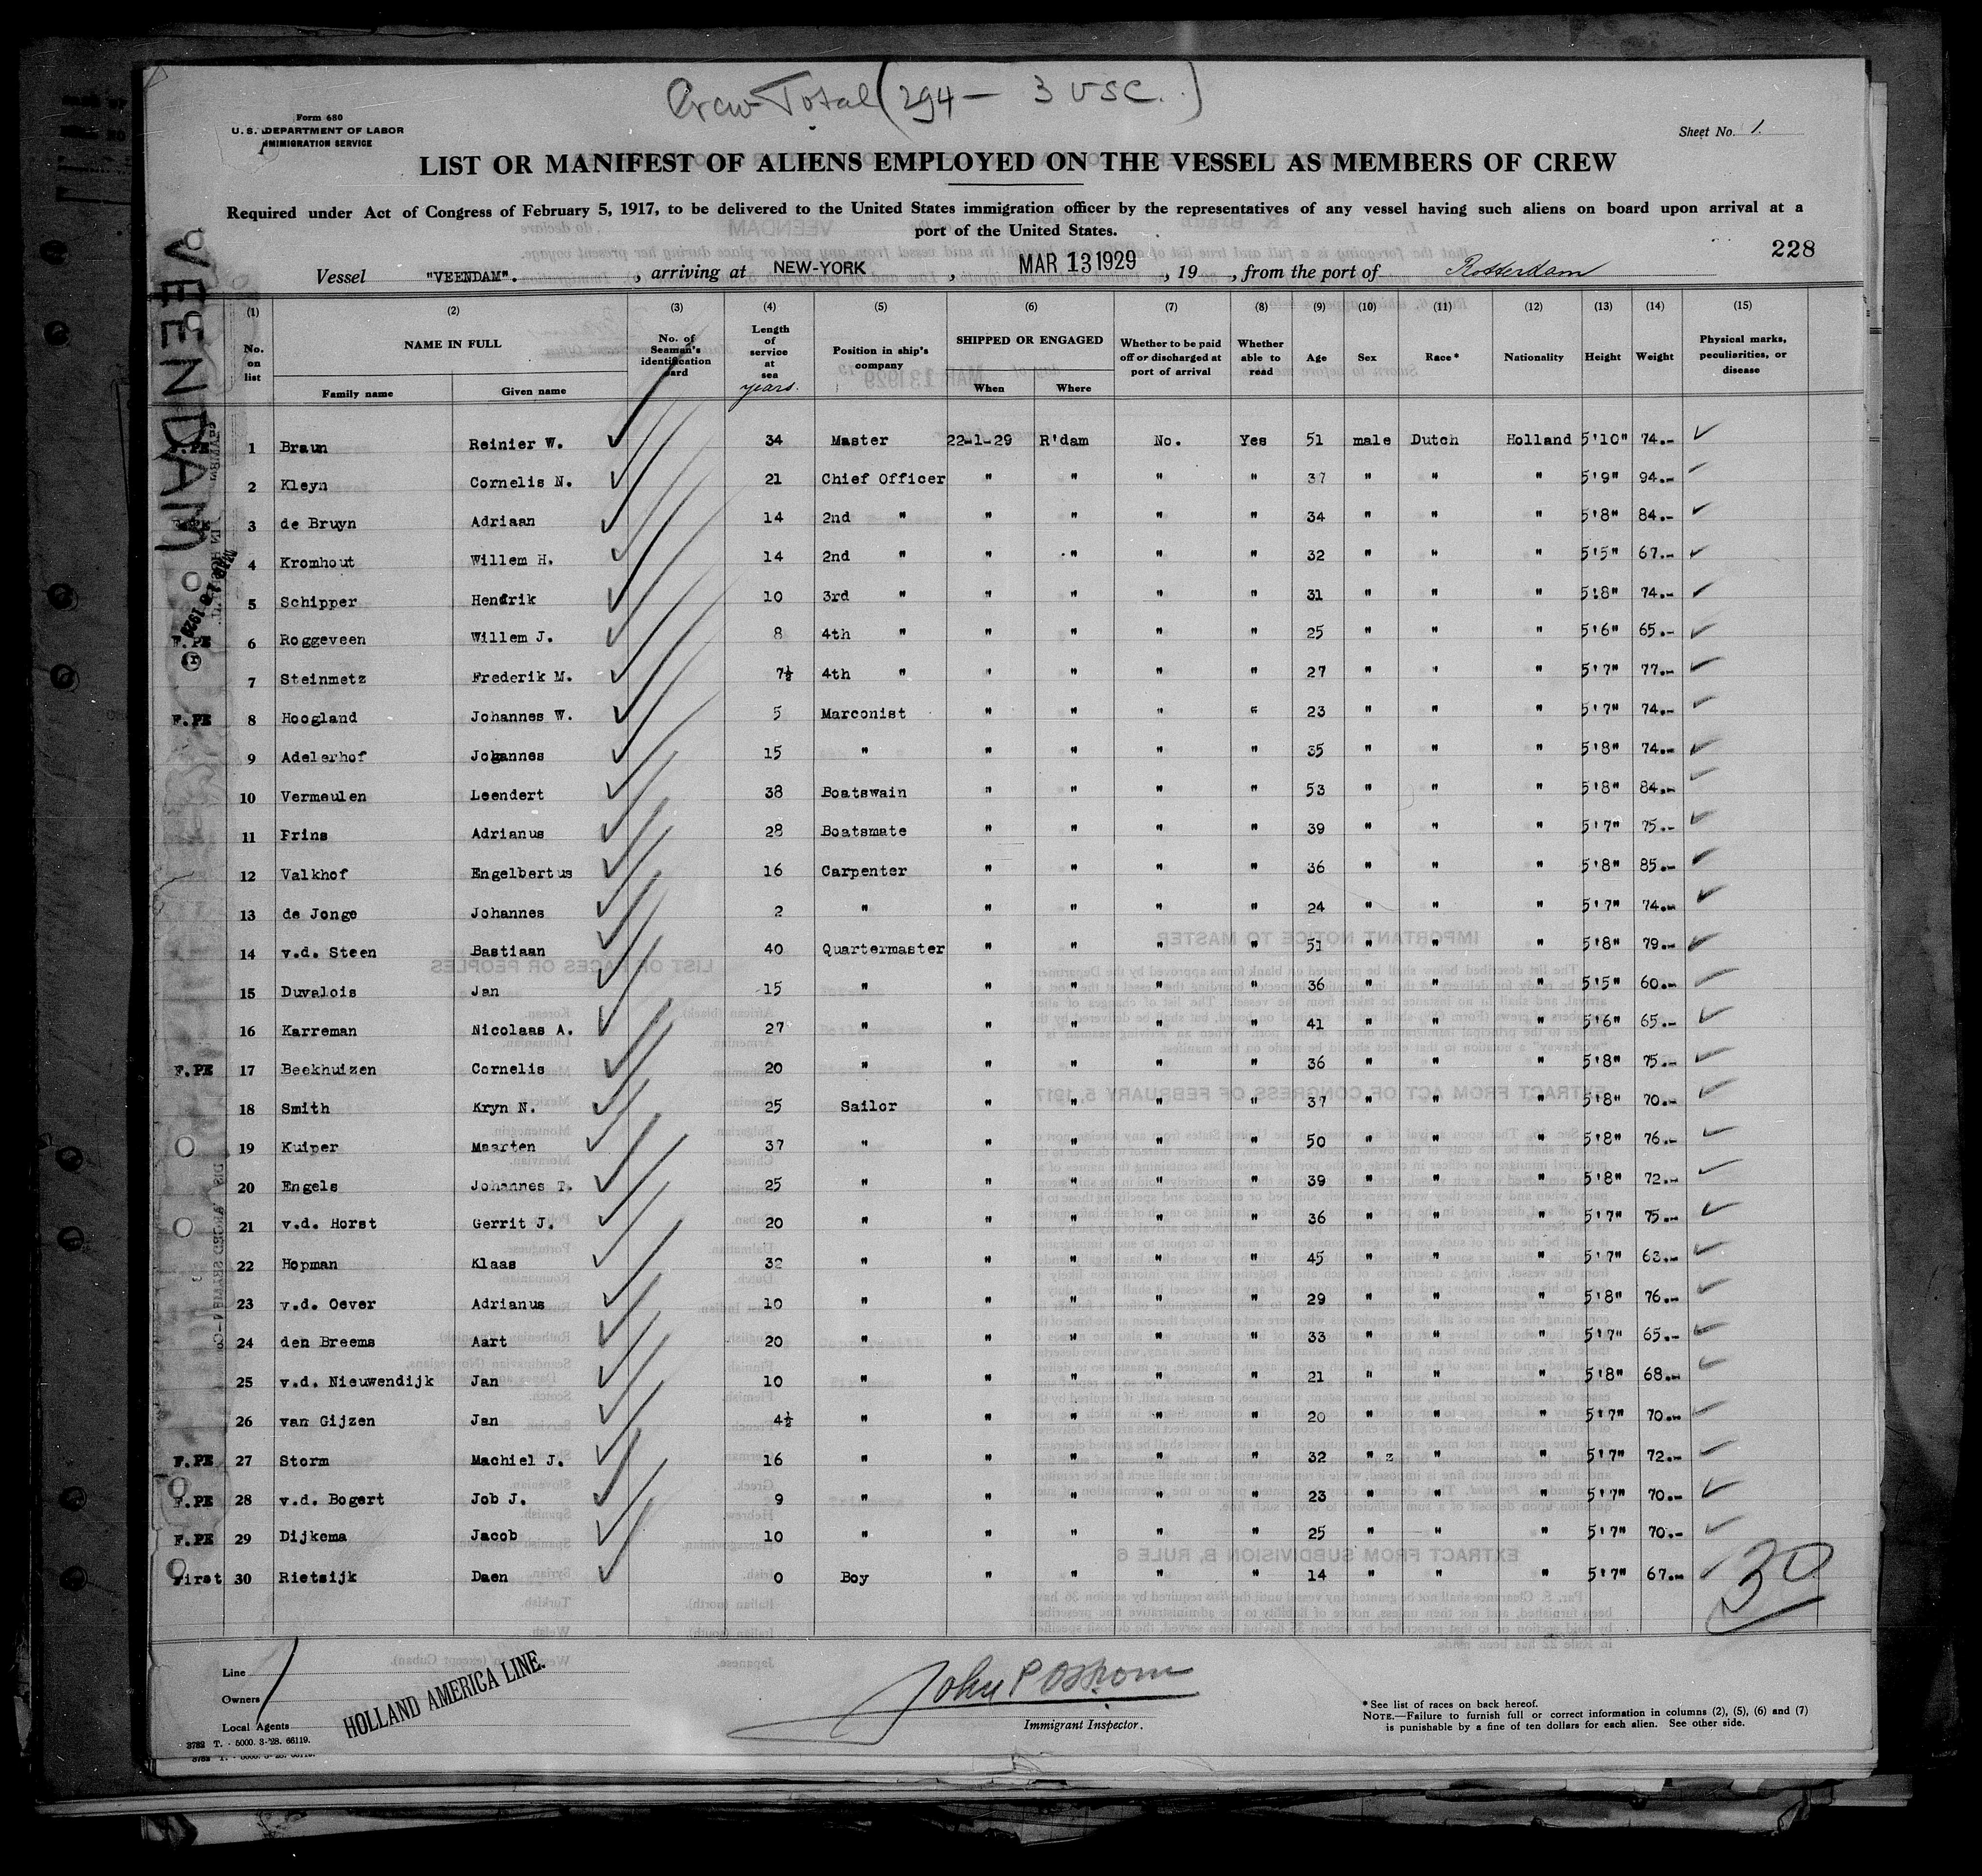 Crew Total (294 — 3 USC.)
Form 680
U. S. DEPARTMENT OF LABOR
IMMIGRATION SERVICE
Sheet No. 1.
LIST OR MANIFEST OF ALIENS EMPLOYED ON THE VESSEL AS MEMBERS OF CREW
Required under Act of Congress of February 5, 1917, to be delivered to the United States immigration officer by the representatives of any vessel having such aliens on board upon arrival at a
port of the United States.
228
Vessel "VEENDAM". , arriving at NEW-YORK , MAR 13 1929 , 19 , from the port of Rotterdam
VEENDAM
(1) (2) (3) (4) (5) (6) (7) (8) (9) (10) (11) (12) (13) (14) (15)
No. on list NAME IN FULL Family name Given name No. of Seaman's identification card Length of service at sea years. Position in ship's company SHIPPED OR ENGAGED When Where Whether to be paid off or discharged at port of arrival Whether able to read Age Sex Race* Nationality Height Weight Physical marks, peculiarities, or disease
1 Braun Reinier W. 34 Master 22-1-29 R'dam No. Yes 51 male Dutch Holland 5'10" 74.-
2 Kleyn Cornelis N. 21 Chief Officer " " " " 37 " " " 5'9" 94.-
3 de Bruyn Adriaan 14 2nd " " " " " 34 " " " 5'8" 84.-
4 Kromhout Willem H. 14 2nd " " " " " 32 " " " 5'5" 67.-
5 Schipper Hendrik 10 3rd " " " " " 31 " " " 5'8" 74.-
F.PE 6 Roggeveen Willem J. 8 4th " " " " " 25 " " " 5'6" 65.-
7 Steinmetz Frederik M. 7½ 4th " " " " " 27 " " " 5'7" 77.-
F.PE 8 Hoogland Johannes W. 5 Marconist " " " " 23 " " " 5'7" 74.-
9 Adelerhof Johannes 15 " " " " " 35 " " " 5'8" 74.-
10 Vermeulen Leendert 38 Boatswain " " " " 53 " " " 5'8" 84.-
11 Prins Adrianus 28 Boatsmate " " " " 39 " " " 5'7" 75.-
12 Valkhof Engelbertus 16 Carpenter " " " " 36 " " " 5'8" 85.-
13 de Jonge Johannes 2 " " " " " 24 " " " 5'7" 74.-
14 v.d. Steen Bastiaan 40 Quartermaster " " " " 51 " " " 5'8" 79.-
15 Duvalois Jan 15 " " " " " 36 " " " 5'5" 60.-
16 Karreman Nicolaas A. 27 " " " " " 41 " " " 5'6" 65.-
F.PE 17 Beekhuizen Cornelis 20 " " " " " 36 " " " 5'8" 75.-
18 Smith Kryn N. 25 Sailor " " " " 37 " " " 5'8" 70.-
19 Kuiper Maarten 37 " " " " " 50 " " " 5'8" 76.-
20 Engels Johannes T. 25 " " " " " 39 " " " 5'8" 72.-
21 v.d. Horst Gerrit J. 20 " " " " " 36 " " " 5'7" 75.-
22 Hopman Klaas 32 " " " " " 45 " " " 5'7" 63.-
23 v.d. Oever Adrianus 10 " " " " " 29 " " " 5'8" 76.-
24 den Breems Aart 20 " " " " " 33 " " " 5'7" 65.-
25 v.d. Nieuwendijk Jan 10 " " " " " 21 " " " 5'8" 68.-
26 van Gijzen Jan 4½ " " " " " 20 " " " 5'7" 70.-
F.PE 27 Storm Machiel J. 16 " " " " " 32 " " " 5'7" 72.-
F.PE 28 v.d. Bogert Job J. 9 " " " " " 23 " " " 5'7" 70.-
F.PE 29 Dijkema Jacob 10 " " " " " 25 " " " 5'7" 70.-
First 30 Rietsijk Daen 0 Boy " " " " 14 " " " 5'7" 67.-
30
Line
Owners
Local Agents
HOLLAND AMERICA LINE.
John P Osborn
Immigrant Inspector.
*See list of races on back hereof.
NOTE.—Failure to furnish full or correct information in columns (2), (5), (6) and (7)
is punishable by a fine of ten dollars for each alien. See other side.
3782 T. - 5000. 3-'28. 66119.